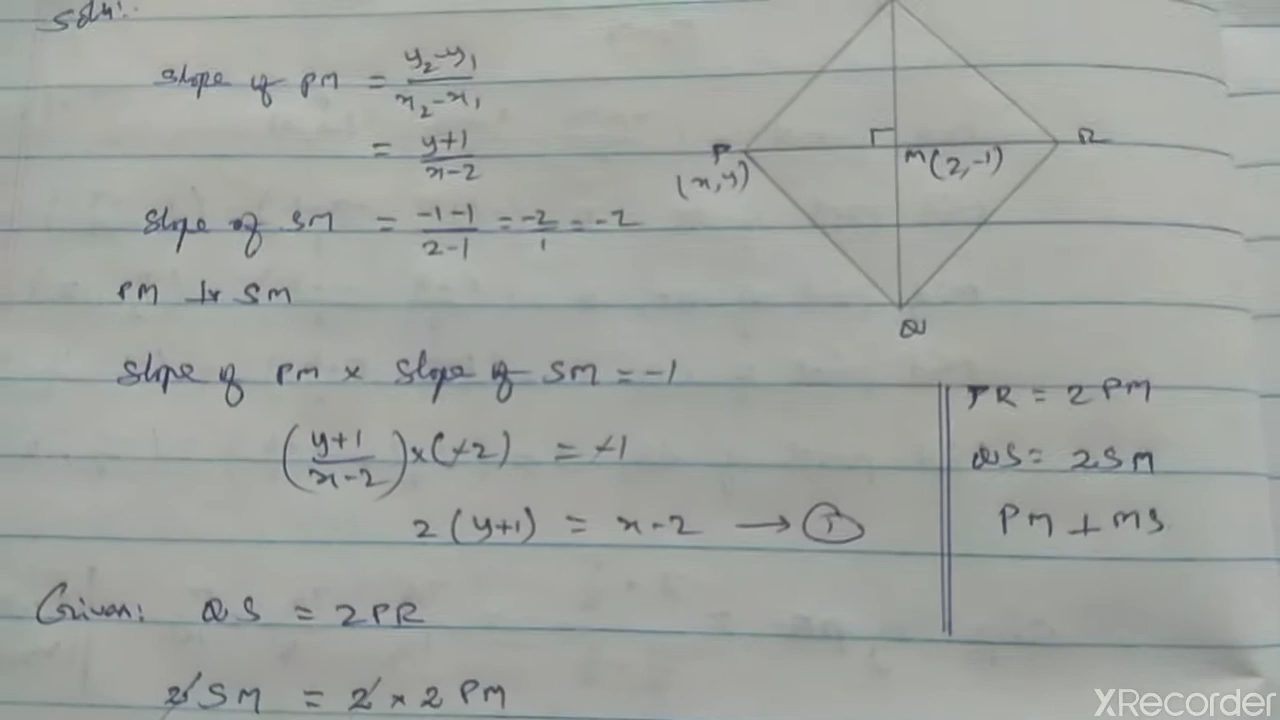 Soln:
Slope of PM = y₂-y₁/x₂-x₁
= y+1/x-2
Slope of SM = -1-1/2-1 = -2/1 = -2
PM ⊥r SM
Slope of PM × Slope of SM = -1
(y+1/x-2)×(-2) = -1
2(y+1) = x-2 → ①
Given: QS = 2PR
2SM = 2×2PM
P
(x,y)
M(2,-1)
R
Q
PR = 2PM
QS = 2SM
PM ⊥ MS
XRecorder